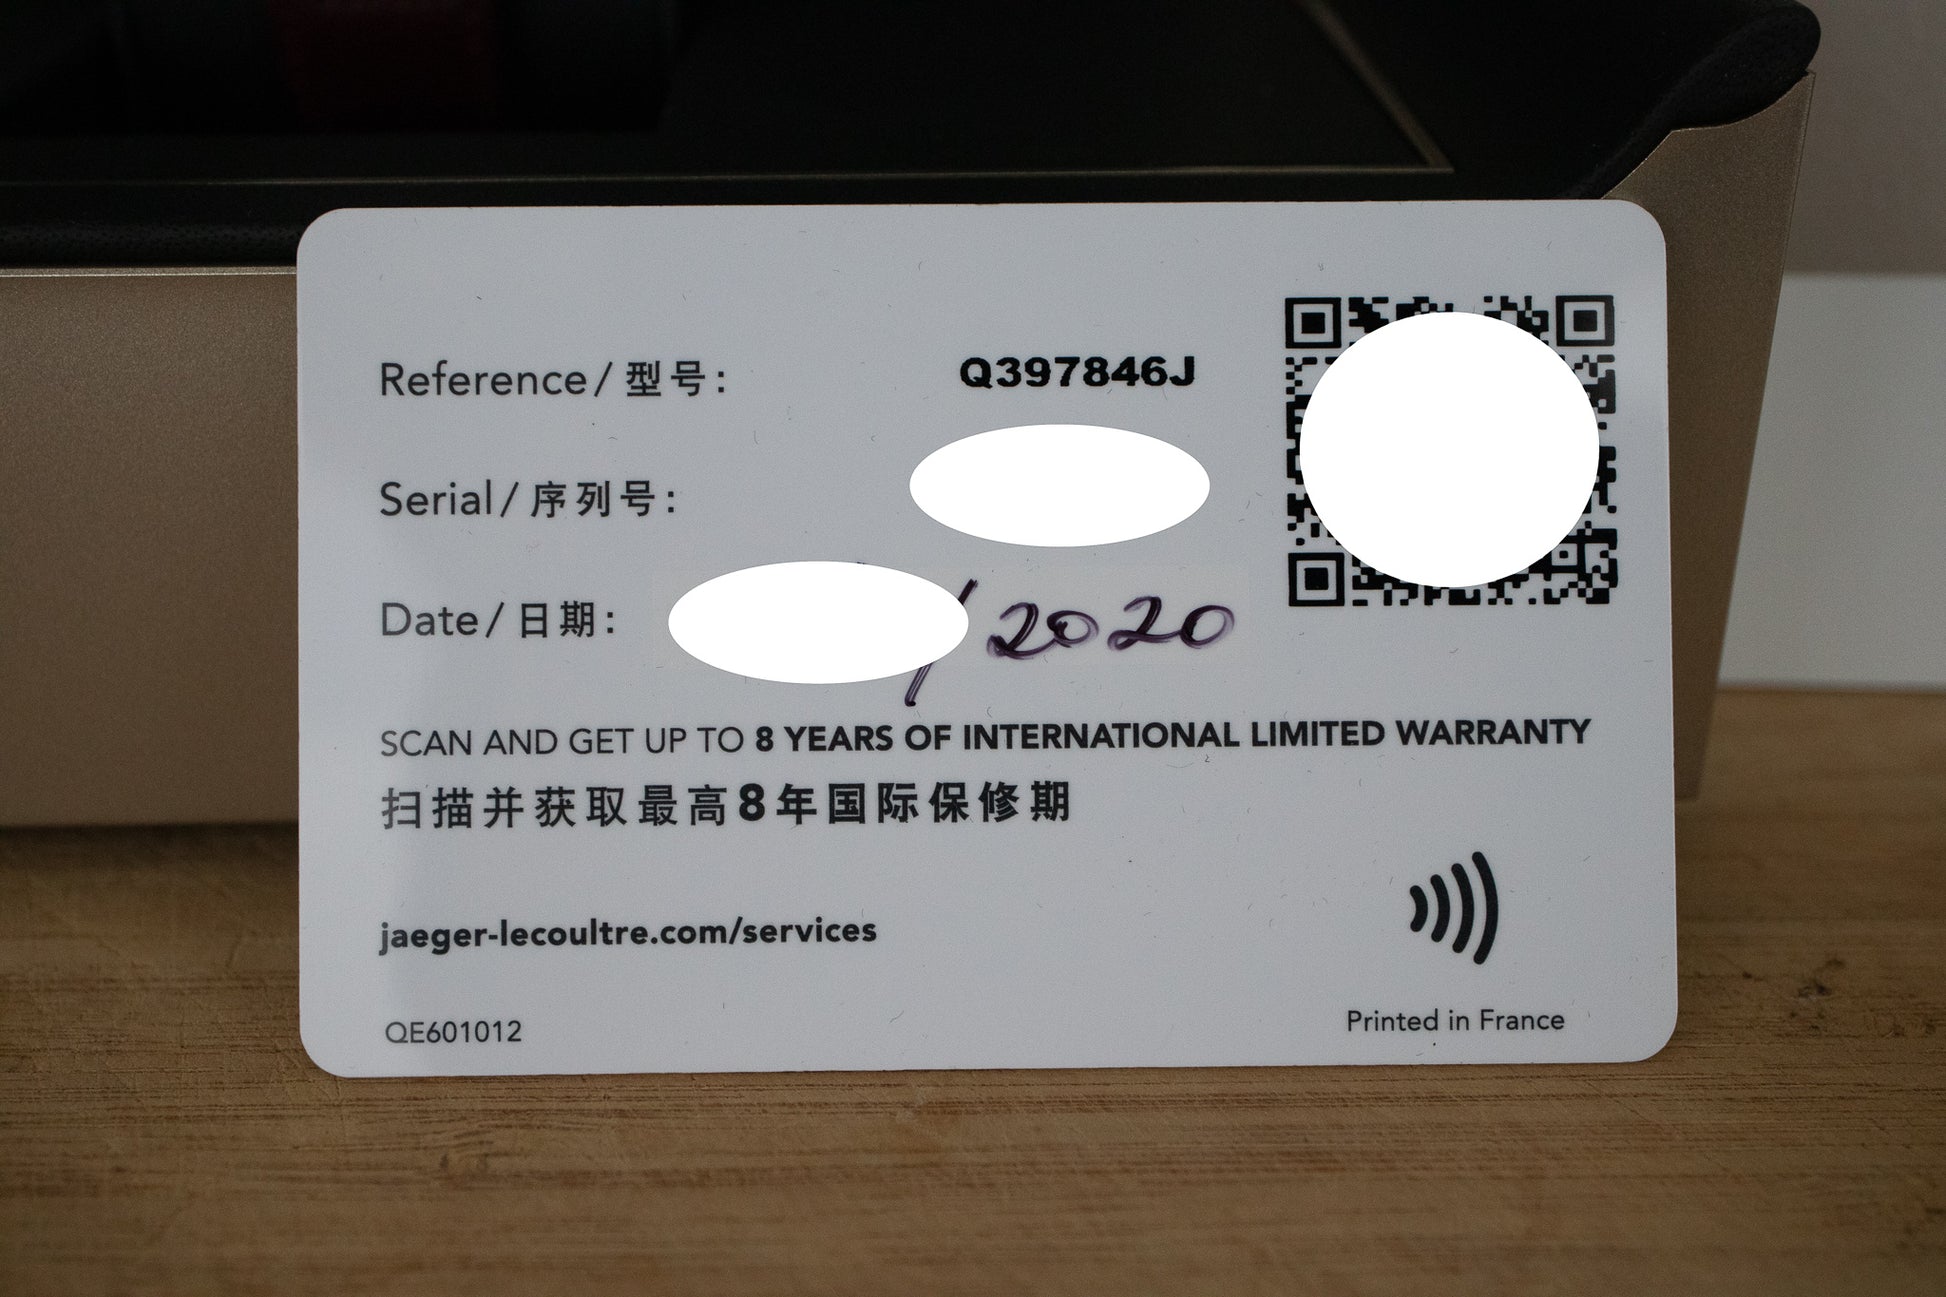 Reference/ 型号: Q397846J
Serial/ 序列号:
Date/ 日期: /2020
SCAN AND GET UP TO 8 YEARS OF INTERNATIONAL LIMITED WARRANTY
扫描并获取最高8年国际保修期
jaeger-lecoultre.com/services
QE601012
Printed in France